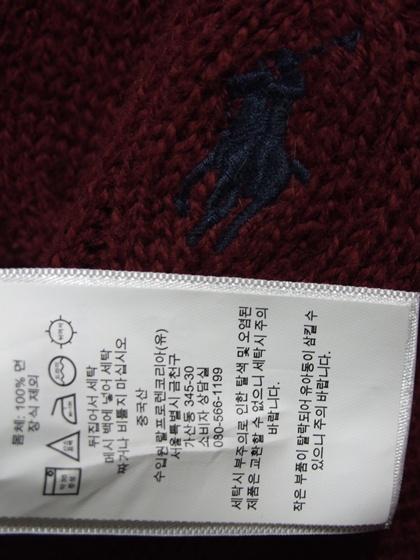 몸체: 100% 면
장식 제외
뒤집어서 세탁
메시 백에 넣어 세탁
짜거나 비틀지 마십시오
중국산
수입원:랄프로렌코리아(유)
서울특별시 금천구
가산동 345-30
소비자 상담실
080-566-1199
세탁시 부주의로 인한 탈색 및 오염된
제품은 교환할 수 없으니 세탁시 주의
바랍니다.
작은 부품이 탈락되어 유아동이 삼킬 수
있으니 주의 바랍니다.